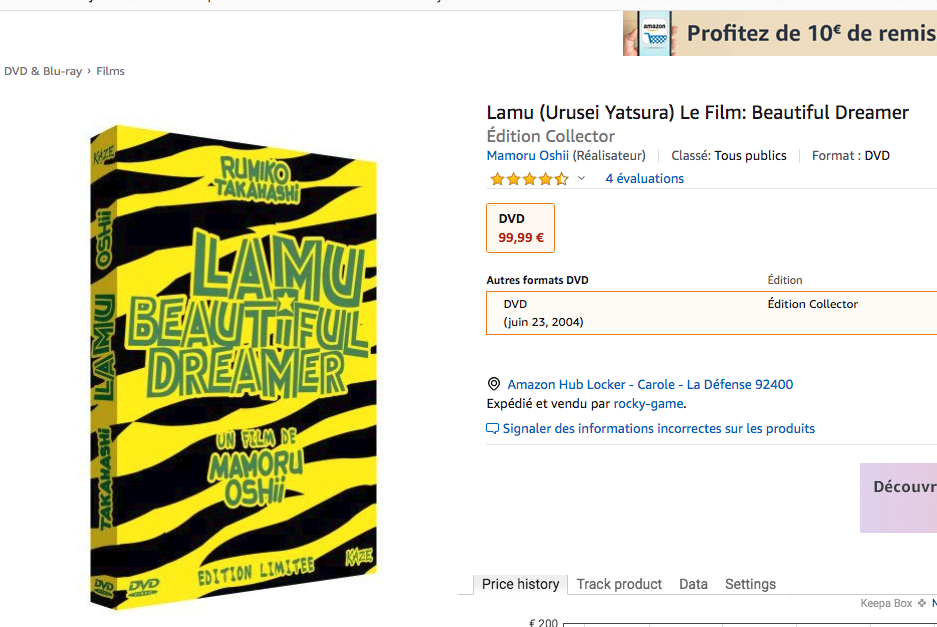 Profitez de 10€ de remis
amazon
DVD & Blu-ray › Films
Lamu (Urusei Yatsura) Le Film: Beautiful Dreamer
Édition Collector
Mamoru Oshii (Réalisateur) | Classé: Tous publics | Format : DVD
4 évaluations
DVD
99,99 €
Autres formats DVD Édition
DVD Édition Collector
(juin 23, 2004)
Amazon Hub Locker - Carole - La Défense 92400
Expédié et vendu par rocky-game.
Signaler des informations incorrectes sur les produits
Découvr
Price history Track product Data Settings
Keepa Box
€ 200
KAZE
OSHii
LAMU
TAKAHASHi
DVD
RUMiKO
TAKAHASHi
LAMU
BEAUTiFUL
DREAMER
UN FiLM DE
MAMORU
OSHii
EDiTiON LiMiTEE
KAZE
DVD
VIDEO